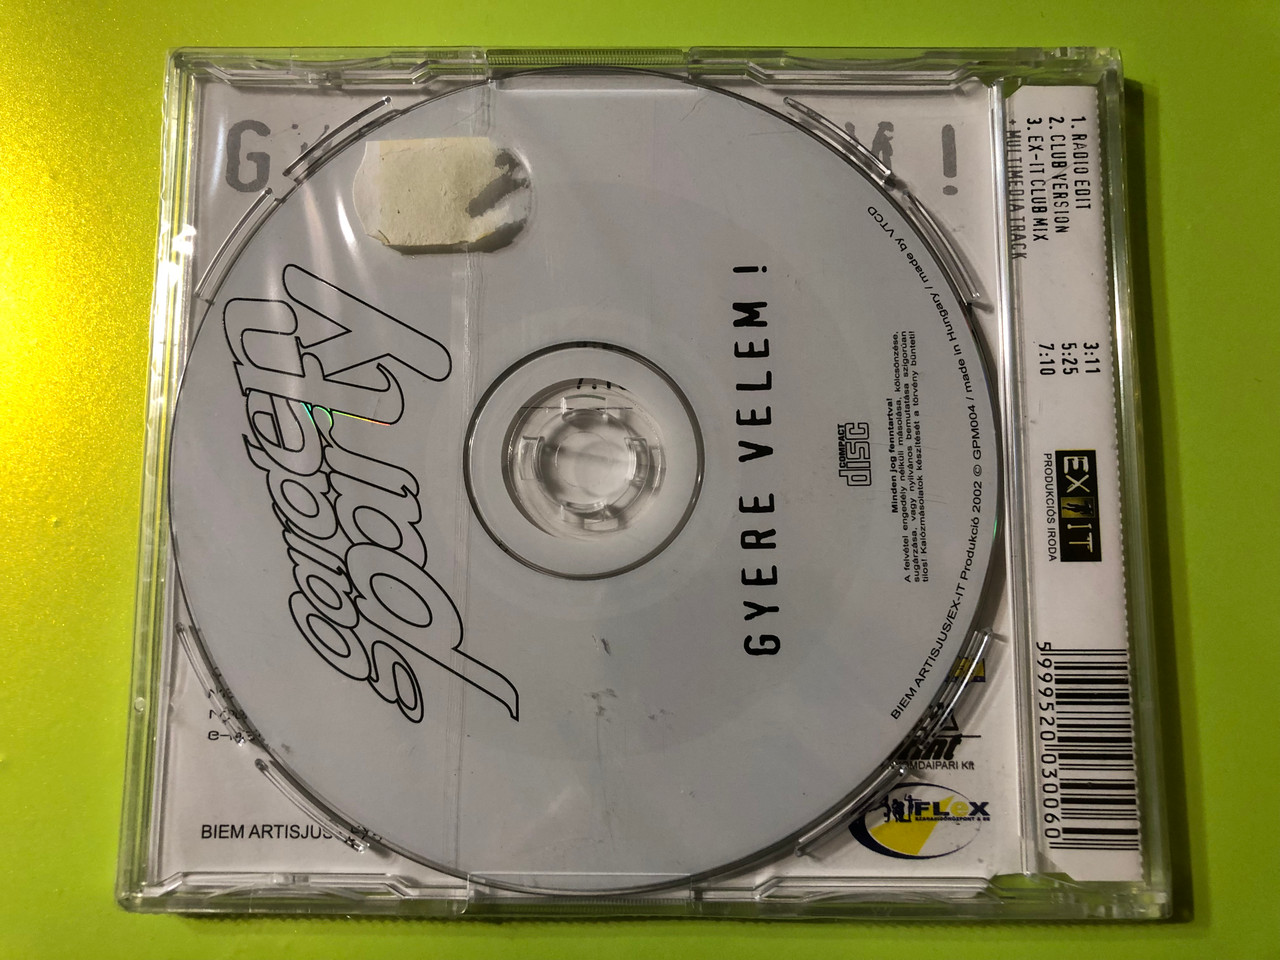 garden
party
GYERE VELEM !
COMPACT
disc
Minden jog fenntartva!
A felvétel engedély nélküli másolása, kölcsönzése,
sugárzása, vagy nyilvános bemutatása szigorúan
tilos! Kalózmásolatok készítését a törvény bünteti!
BIEM ARTISJUS/EX-IT Produkció 2002 © GPM004 / made in Hungary / made by VTCD
1. RADIO EDIT 3:11
2. CLUB VERSION 5:25
3. EX-IT CLUB MIX 7:10
+ MULTIMEDIA TRACK
EX IT
PRODUKCIÓS IRODA
5 999520 030060
BIEM ARTISJUS
FLeX